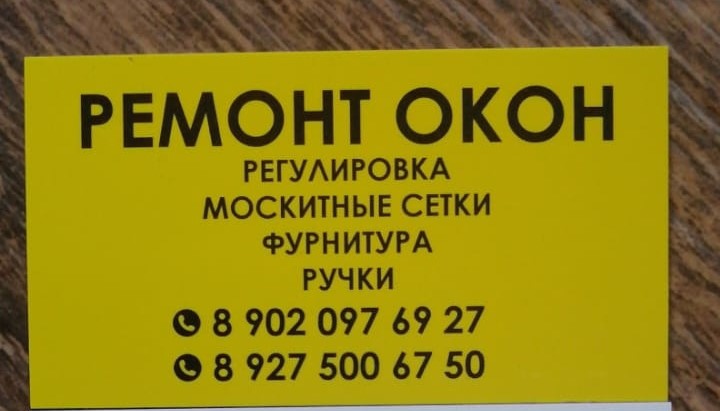 РЕМОНТ ОКОН
РЕГУЛИРОВКА
МОСКИТНЫЕ СЕТКИ
ФУРНИТУРА
РУЧКИ
8 902 097 69 27
8 927 500 67 50